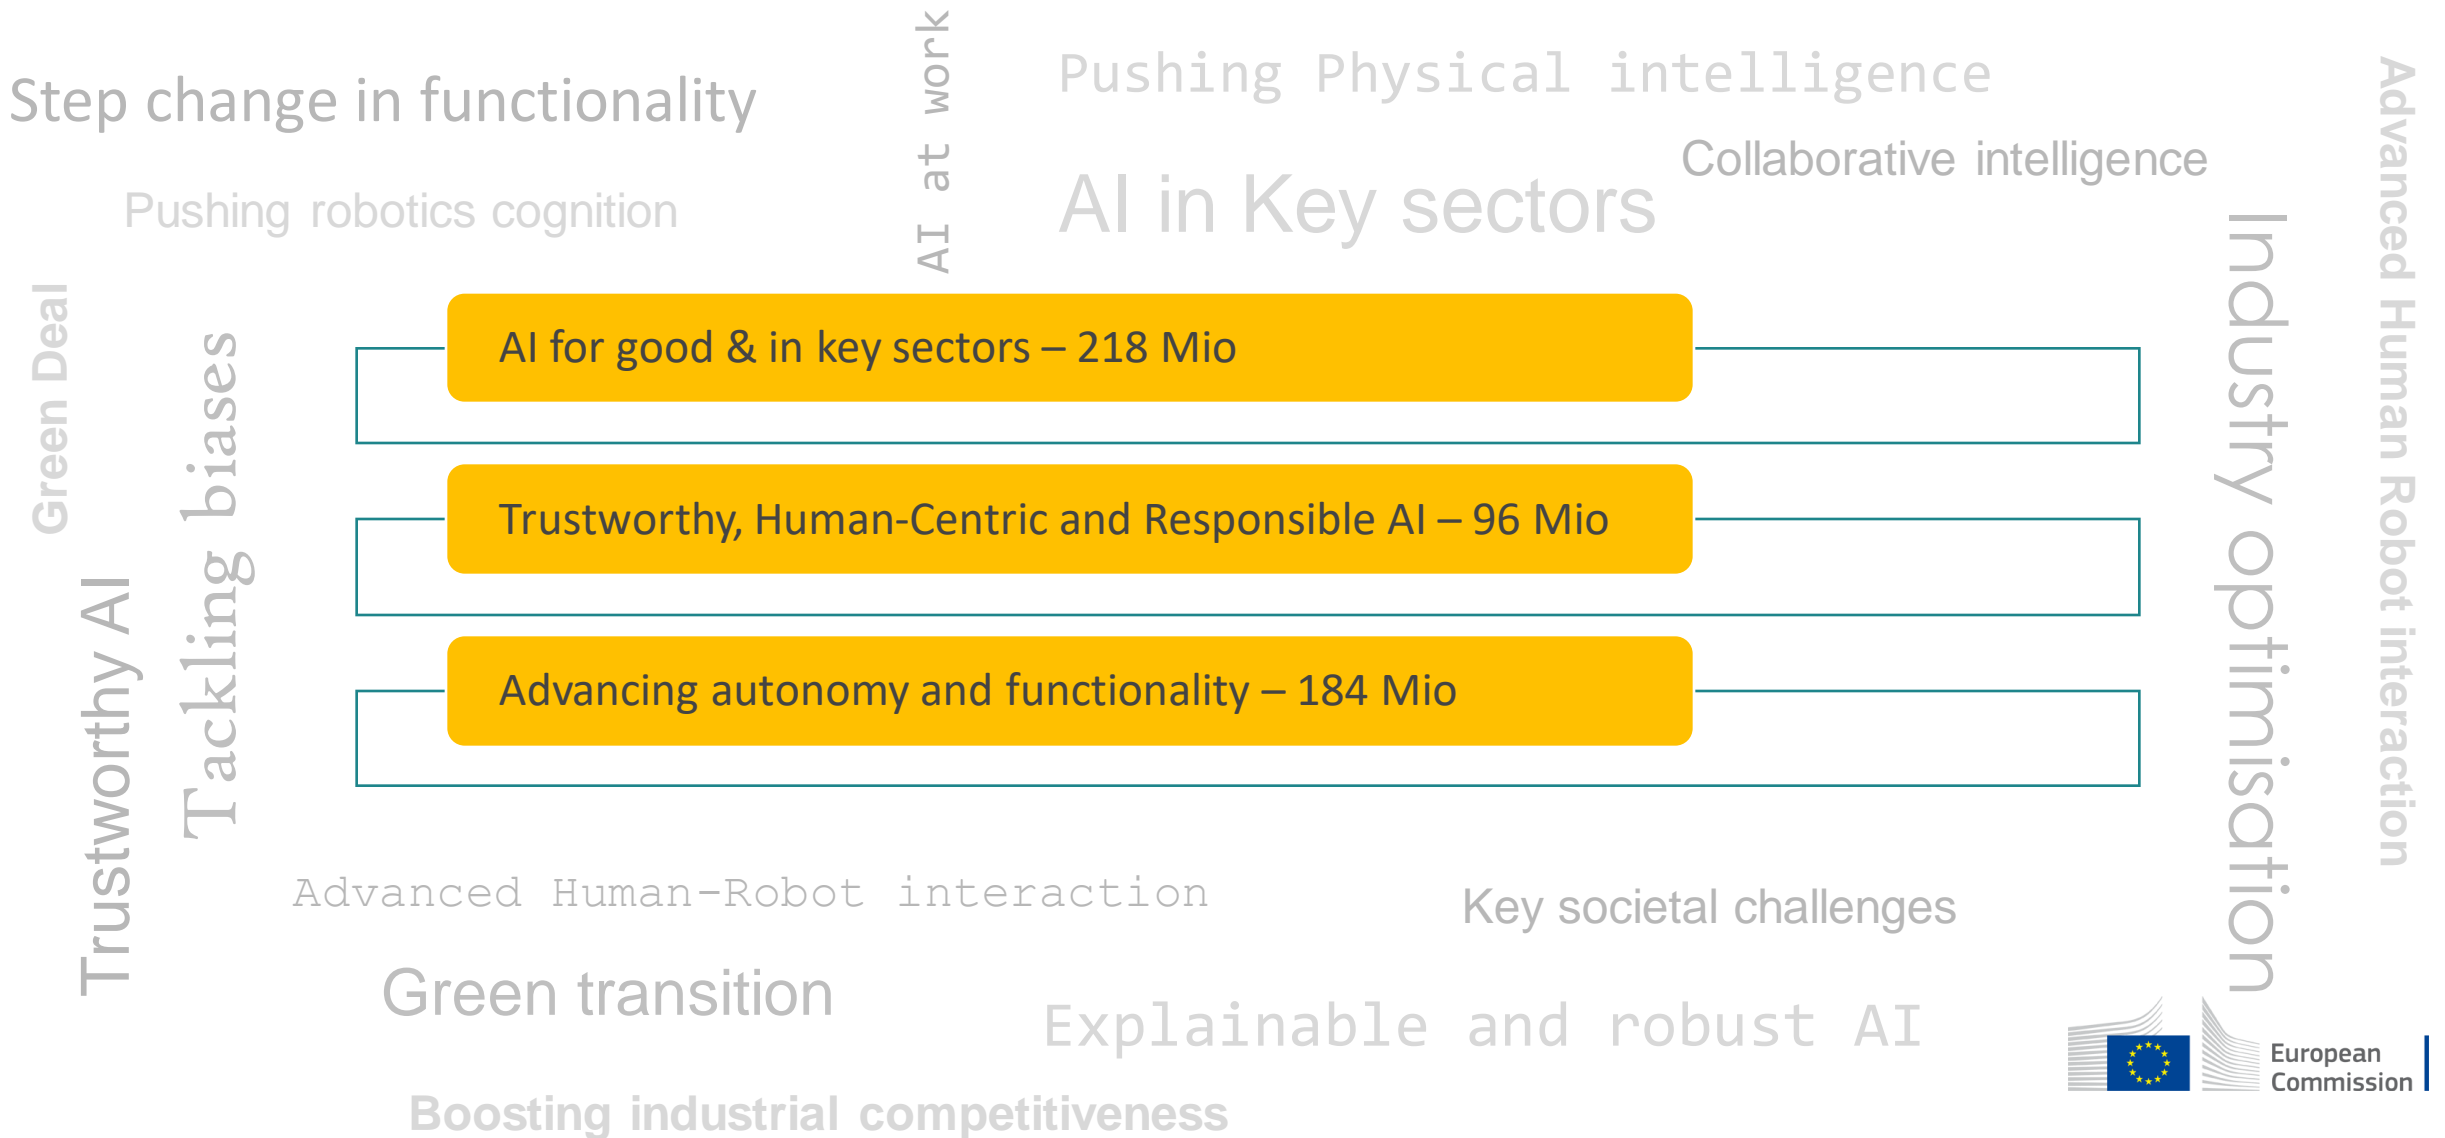 AI at work
Pushing Physical intelligence
Step change in functionality
Collaborative intelligence
AI in Key sectors
Pushing robotics cognition
Advanced Human Robot interaction
Industry optimisation
Green Deal
Tackling biases
Trustworthy AI
AI for good & in key sectors – 218 Mio
Trustworthy, Human-Centric and Responsible AI – 96 Mio
Advancing autonomy and functionality – 184 Mio
Advanced Human-Robot interaction
Key societal challenges
Green transition
Explainable and robust AI
European
Commission
Boosting industrial competitiveness